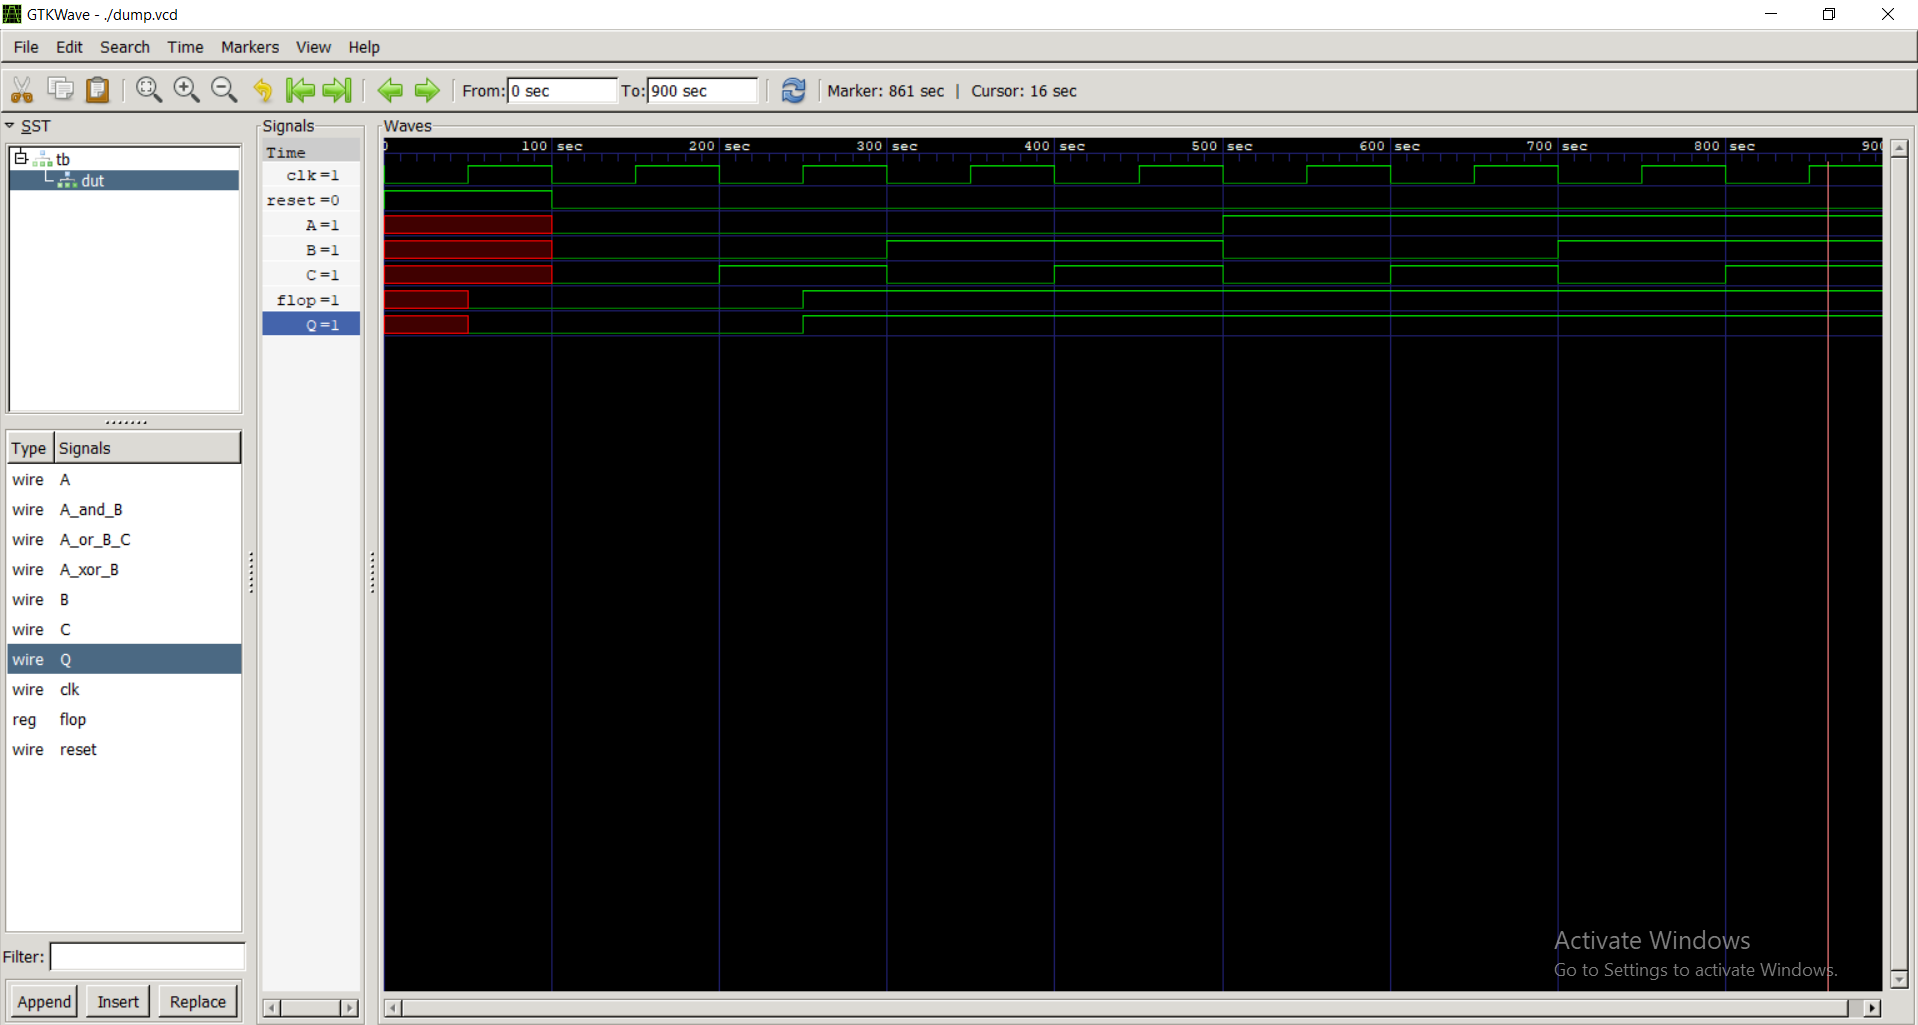 GTKWave - ./dump.vcd
File Edit Search Time Markers View Help
From: 0 sec To: 900 sec Marker: 861 sec | Cursor: 16 sec
SST
tb
dut
Type Signals
wire A
wire A_and_B
wire A_or_B_C
wire A_xor_B
wire B
wire C
wire Q
wire clk
reg flop
wire reset
Filter:
Append Insert Replace
Signals
Time
clk =1
reset =0
A =1
B =1
C =1
flop =1
Q =1
Waves
0 100 sec 200 sec 300 sec 400 sec 500 sec 600 sec 700 sec 800 sec 900
Activate Windows
Go to Settings to activate Windows.